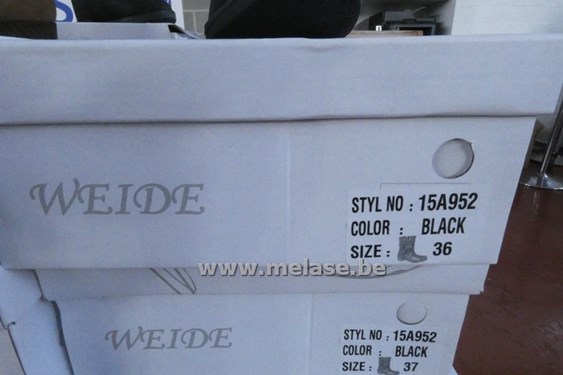 S
WEIDE
STYL NO : 15A952
COLOR : BLACK
SIZE : 36
www.melase.be
WEIDE
STYL NO : 15A952
COLOR : BLACK
SIZE : 37